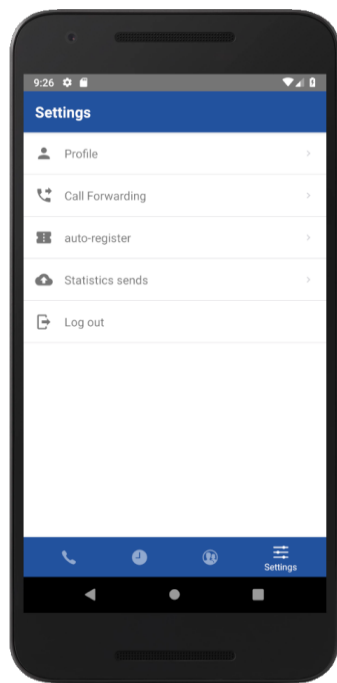 9:26
Settings
Profile
Call Forwarding
auto-register
Statistics sends
Log out
Settings